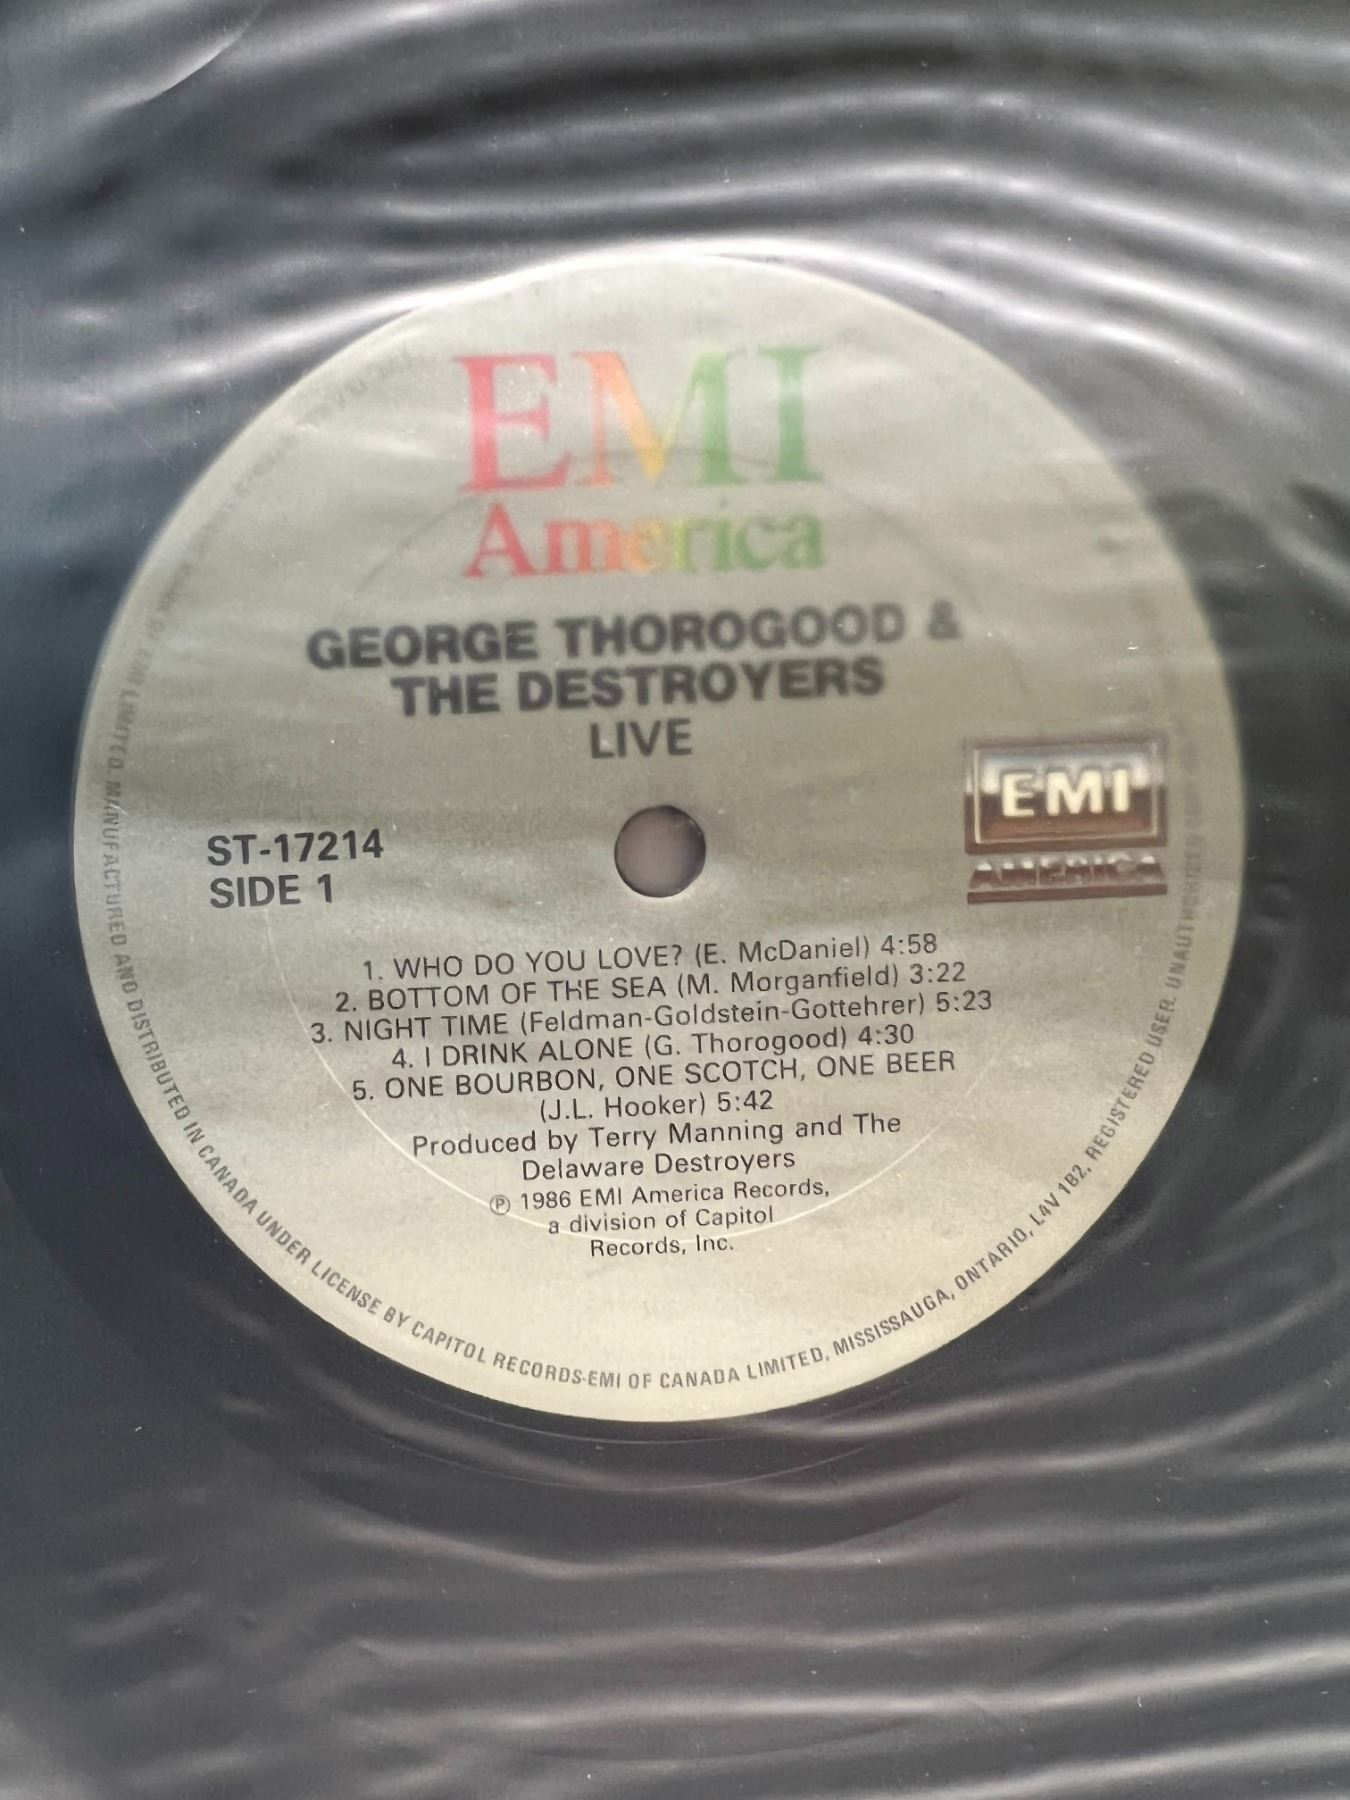 EMI
America
GEORGE THOROGOOD &
THE DESTROYERS
LIVE
EMI
AMERICA
ST-17214
SIDE 1
1. WHO DO YOU LOVE? (E. McDaniel) 4:58
2. BOTTOM OF THE SEA (M. Morganfield) 3:22
3. NIGHT TIME (Feldman-Goldstein-Gottehrer) 5:23
4. I DRINK ALONE (G. Thorogood) 4:30
5. ONE BOURBON, ONE SCOTCH, ONE BEER
(J.L. Hooker) 5:42
Produced by Terry Manning and The
Delaware Destroyers
℗ 1986 EMI America Records,
a division of Capitol
Records, Inc.
EMI LIMITED. MANUFACTURED AND DISTRIBUTED IN CANADA UNDER LICENSE BY CAPITOL RECORDS-EMI OF CANADA LIMITED, MISSISSAUGA, ONTARIO, L4V 1B2, REGISTERED USER. UNAUTHORIZED